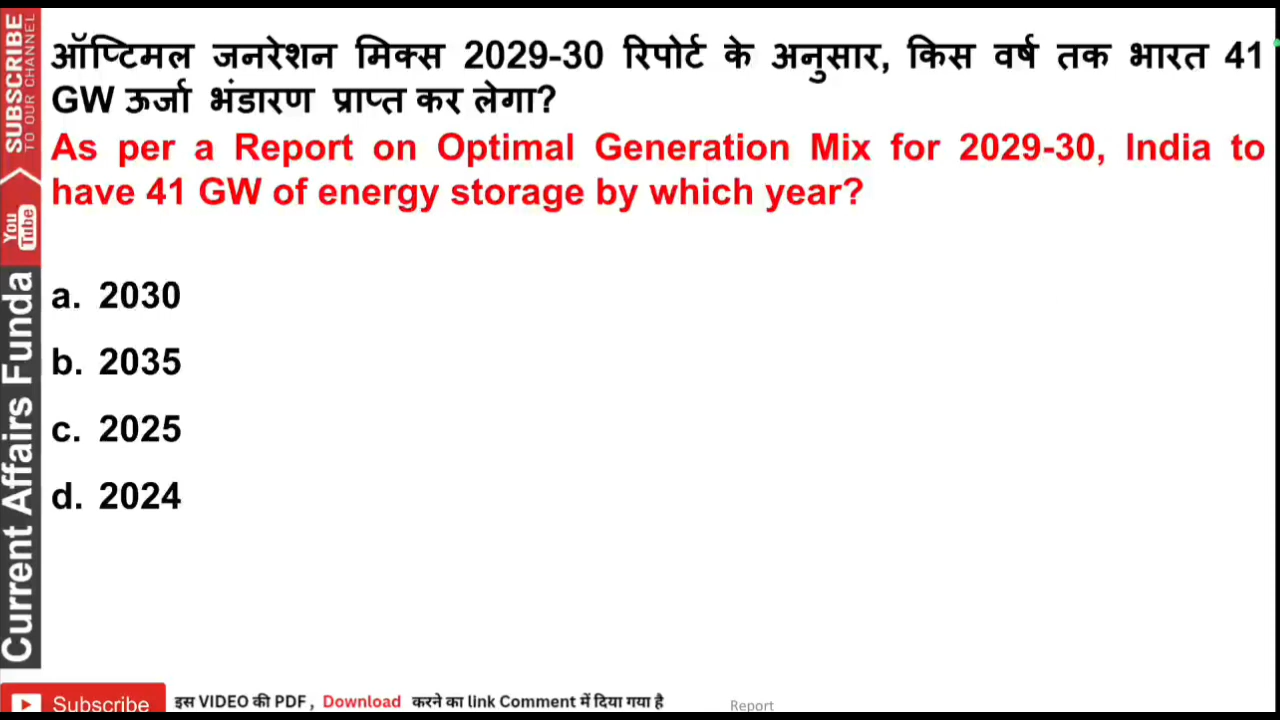 ऑप्टिमल जनरेशन मिक्स 2029-30 रिपोर्ट के अनुसार, किस वर्ष तक भारत 41
GW ऊर्जा भंडारण प्राप्त कर लेगा?
As per a Report on Optimal Generation Mix for 2029-30, India to
have 41 GW of energy storage by which year?
a. 2030
b. 2035
c. 2025
d. 2024
SUBSCRIBE
TO OUR CHANNEL
You
Tube
Current Affairs Funda
Subscribe
इस VIDEO की PDF , Download करने का link Comment में दिया गया है
Report